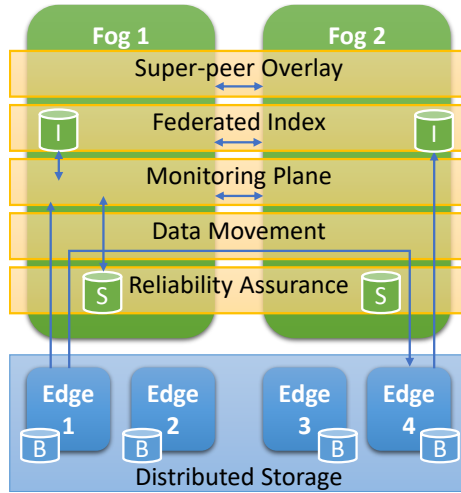 Fog 1
Fog 2
Super-peer Overlay
I
Federated Index
I
Monitoring Plane
Data Movement
S
Reliability Assurance
S
Edge
1
Edge
2
Edge
3
Edge
4
B
B
B
B
Distributed Storage